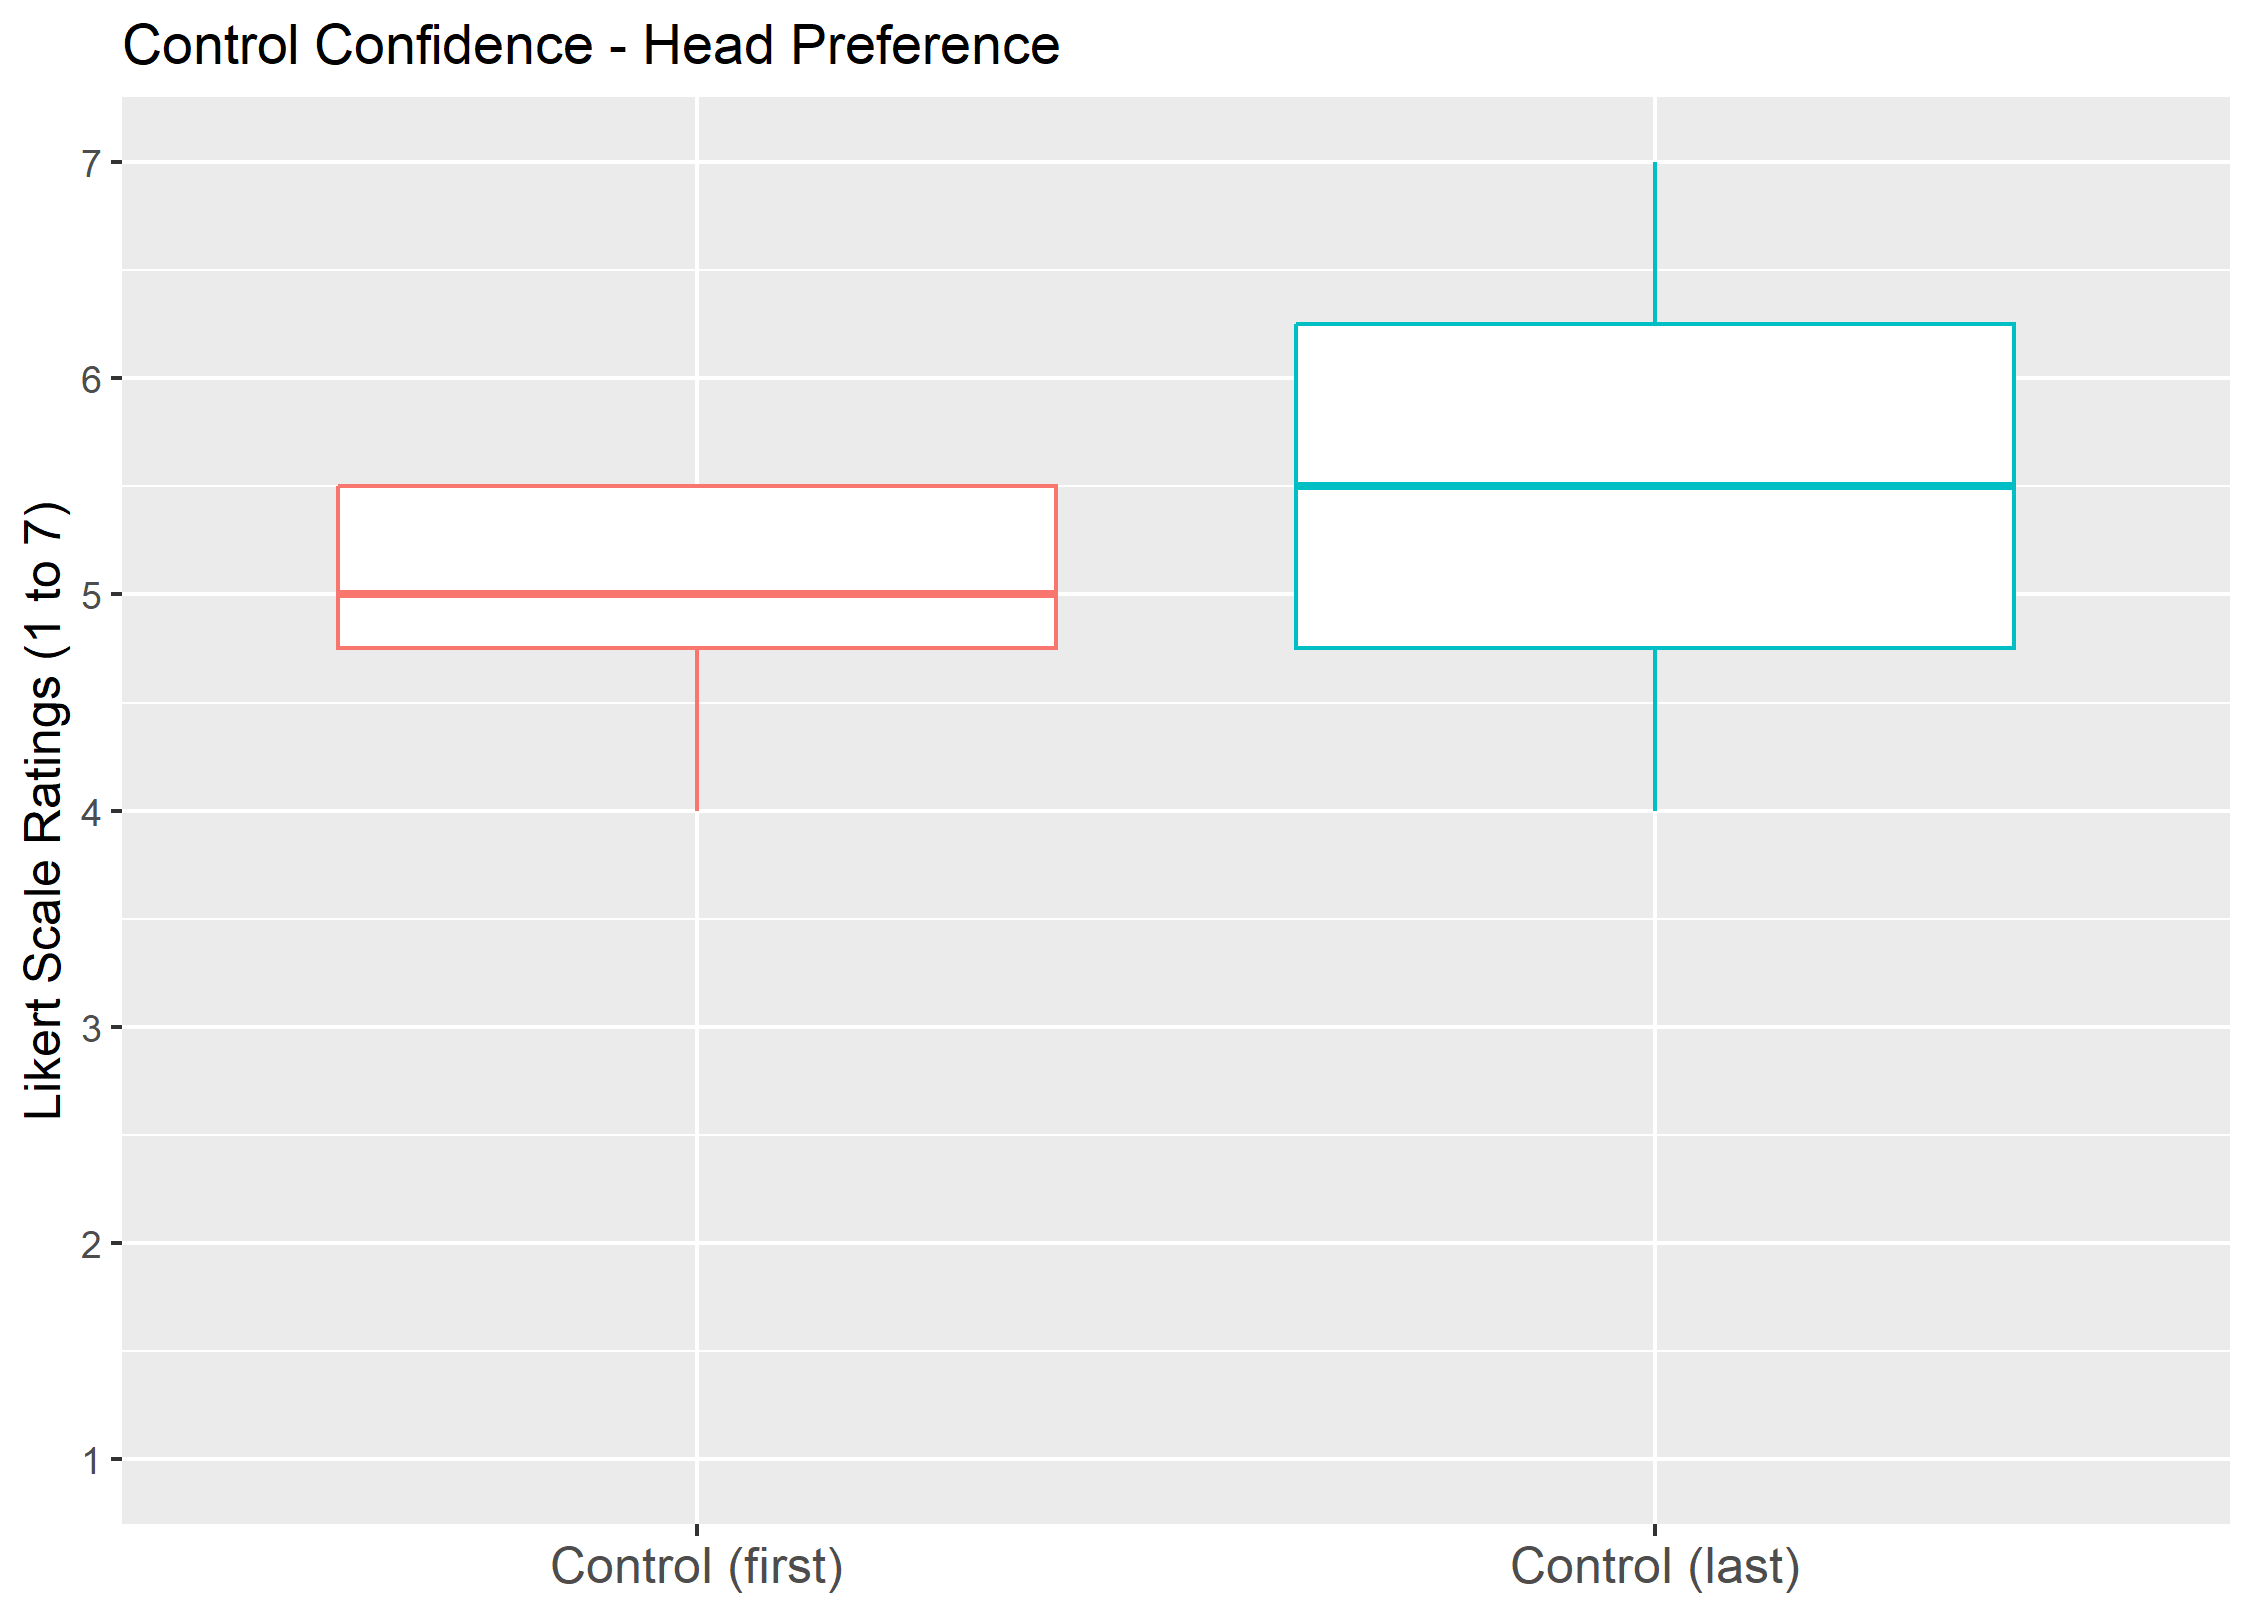 Control Confidence - Head Preference
Likert Scale Ratings (1 to 7)
7
6
5
4
3
2
1
Control (first)
Control (last)